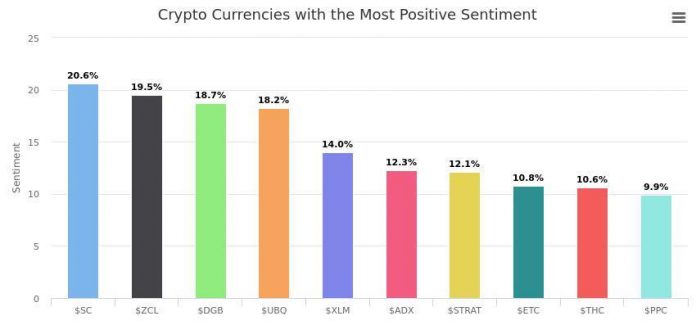 Crypto Currencies with the Most Positive Sentiment
25
20
15
10
5
0
Sentiment
20.6%
19.5%
18.7%
18.2%
14.0%
12.3%
12.1%
10.8%
10.6%
9.9%
$SC
$ZCL
$DGB
$UBQ
$XLM
$ADX
$STRAT
$ETC
$THC
$PPC